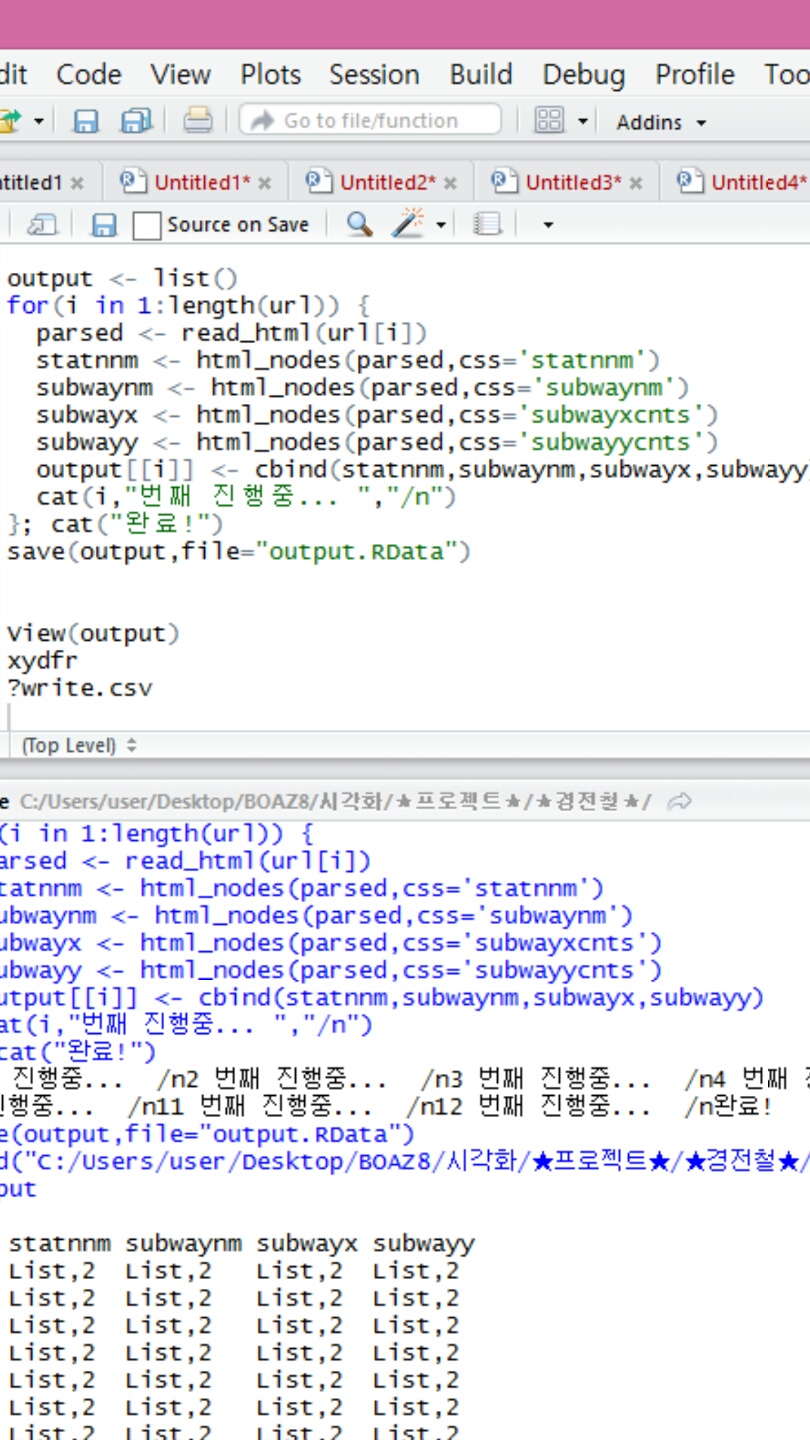 dit Code View Plots Session Build Debug Profile Too
Go to file/function Addins
ntitled1 Untitled1* Untitled2* Untitled3* Untitled4*
Source on Save
output <- list()
for(i in 1:length(url)) {
parsed <- read_html(url[i])
statnnm <- html_nodes(parsed,css='statnnm')
subwaynm <- html_nodes(parsed,css='subwaynm')
subwayx <- html_nodes(parsed,css='subwayxcnts')
subwayy <- html_nodes(parsed,css='subwayycnts')
output[[i]] <- cbind(statnnm,subwaynm,subwayx,subwayy)
cat(i,"번째 진행중... ","/n")
}; cat("완료!")
save(output,file="output.RData")
View(output)
xydfr
?write.csv
(Top Level)
e C:/Users/user/Desktop/BOAZ8/시각화/★프로젝트★/★경전철★/
(i in 1:length(url)) {
arsed <- read_html(url[i])
tatnnm <- html_nodes(parsed,css='statnnm')
ubwaynm <- html_nodes(parsed,css='subwaynm')
ubwayx <- html_nodes(parsed,css='subwayxcnts')
ubwayy <- html_nodes(parsed,css='subwayycnts')
utput[[i]] <- cbind(statnnm,subwaynm,subwayx,subwayy)
at(i,"번째 진행중... ","/n")
cat("완료!")
진행중... /n2 번째 진행중... /n3 번째 진행중... /n4 번째
행중... /n11 번째 진행중... /n12 번째 진행중... /n완료!
e(output,file="output.RData")
d("C:/Users/user/Desktop/BOAZ8/시각화/★프로젝트★/★경전철★/
put
statnnm subwaynm subwayx subwayy
List,2 List,2 List,2 List,2
List,2 List,2 List,2 List,2
List,2 List,2 List,2 List,2
List,2 List,2 List,2 List,2
List,2 List,2 List,2 List,2
List,2 List,2 List,2 List,2
List,2 List,2 List,2 List,2